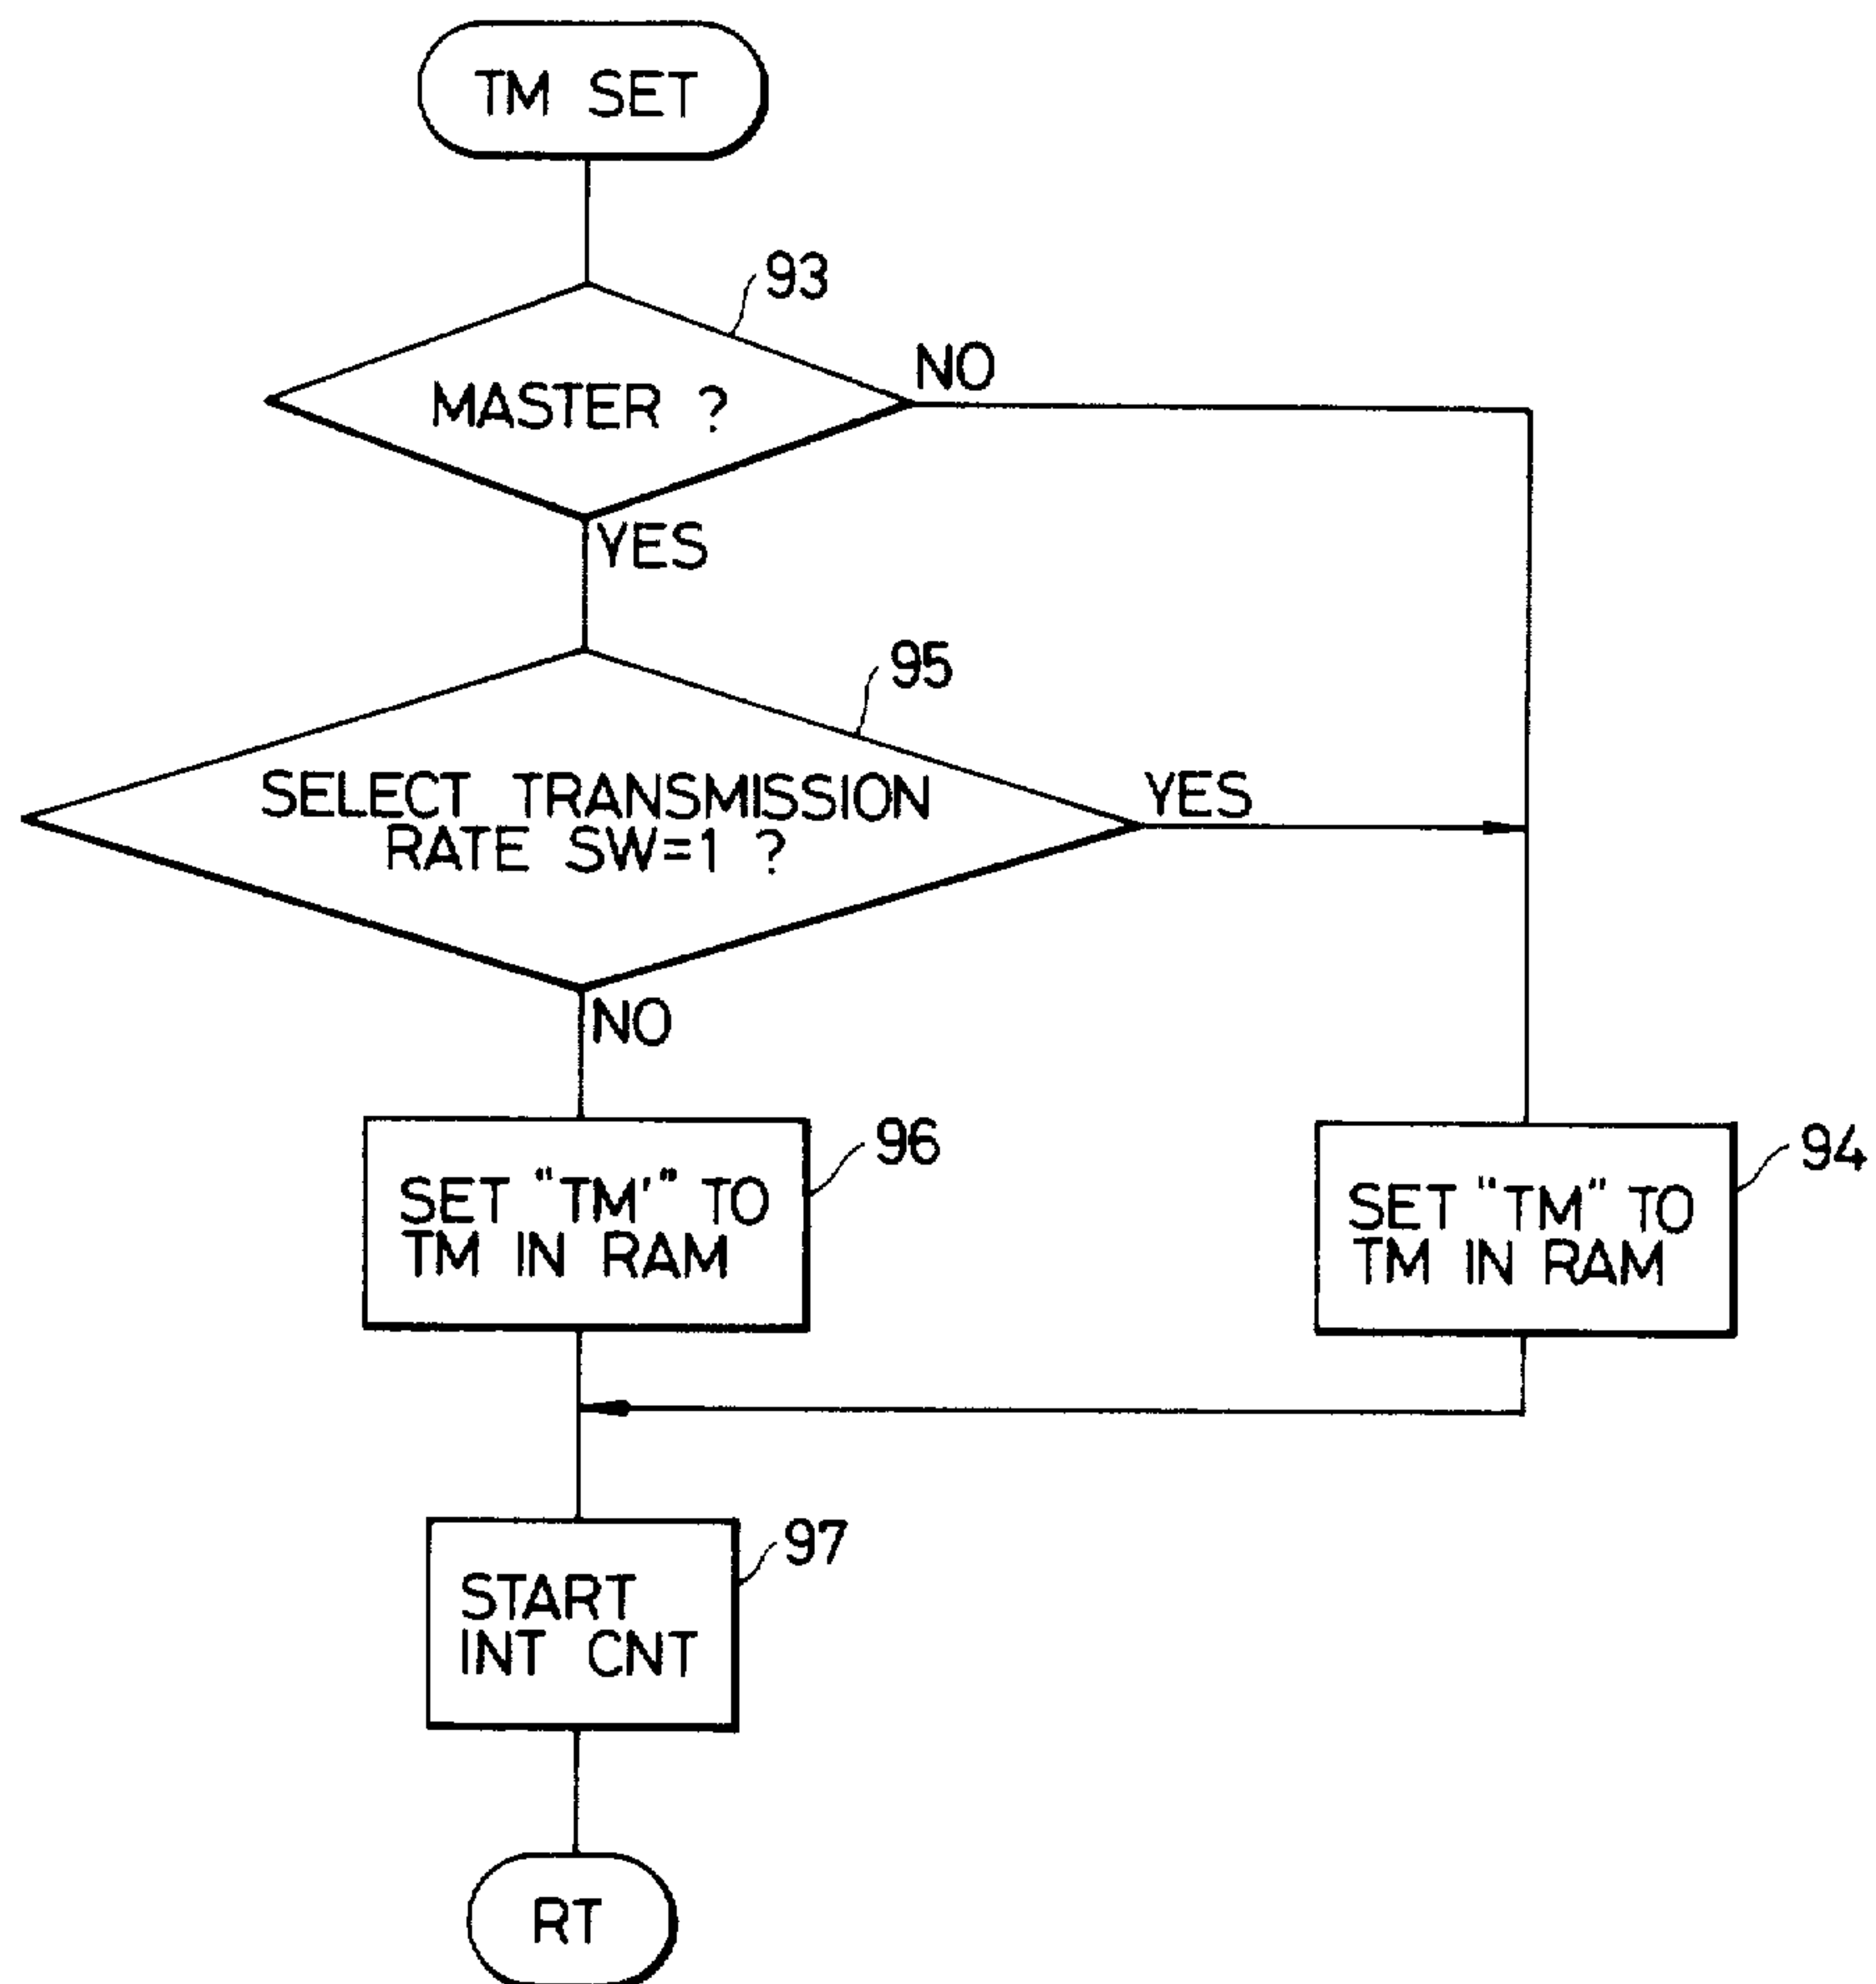 TM SET
93
MASTER ?
NO
YES
95
SELECT TRANSMISSION
RATE SW=1 ?
YES
NO
96
SET "TM'" TO
TM IN RAM
94
SET "TM" TO
TM IN RAM
97
START
INT CNT
RT